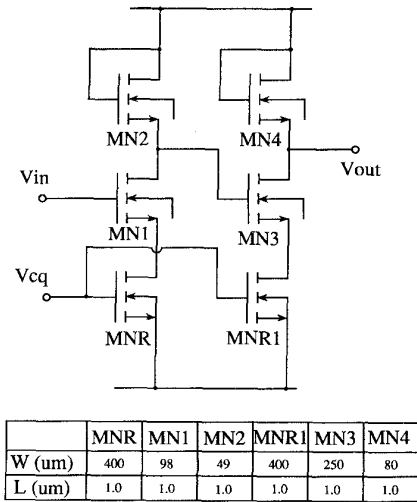 MN2
MN4
Vout
Vin
MN1
MN3
Vcq
MNR
MNR1
MNR MN1 MN2 MNR1 MN3 MN4
W (um) 400 98 49 400 250 80
L (um) 1.0 1.0 1.0 1.0 1.0 1.0